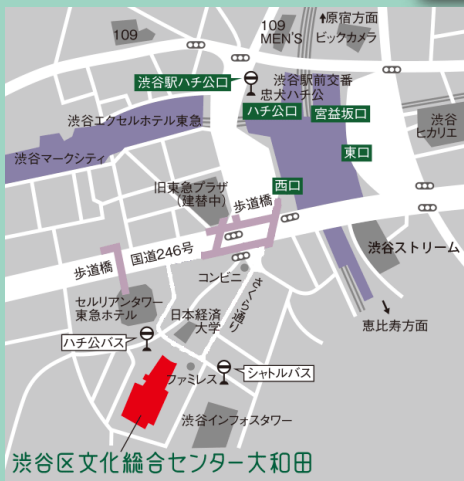 ↑原宿方面
109
109
MEN'S
ビックカメラ
渋谷駅ハチ公口
渋谷駅前交番
忠犬ハチ公
ハチ公口
宮益坂口
渋谷エクセルホテル東急
渋谷
ヒカリエ
渋谷マークシティ
東口
西口
旧東急プラザ
(建替中)
歩道橋
国道246号
歩道橋
渋谷ストリーム
コンビニ
さくら通り
セルリアンタワー
東急ホテル
日本経済
大学
恵比寿方面
ハチ公バス
ファミレス
シャトルバス
渋谷インフォスタワー
渋谷区文化総合センター大和田